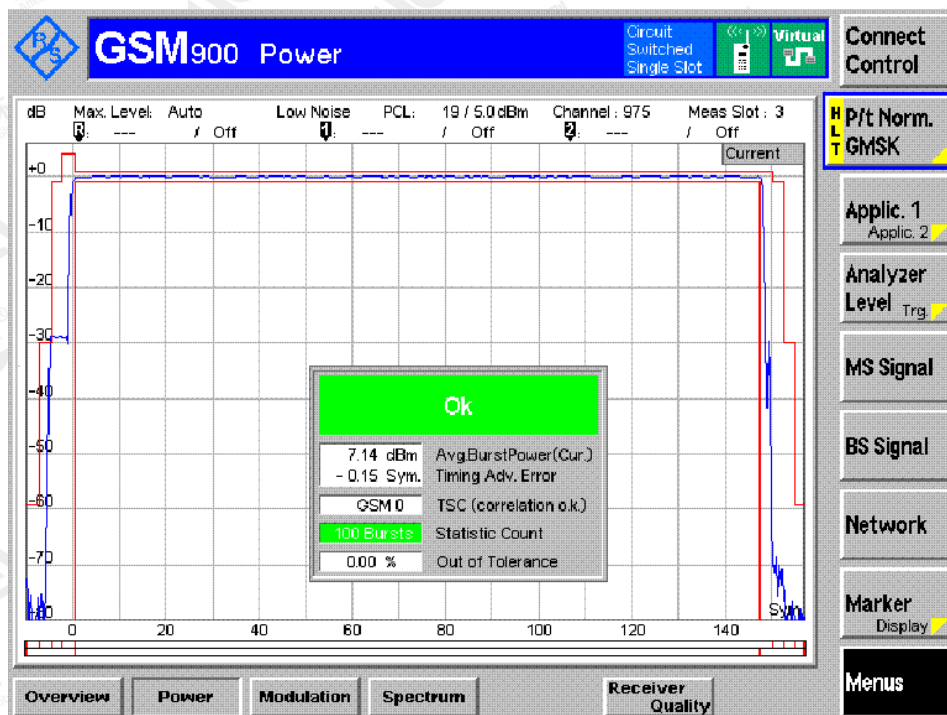 R S
GSM900 Power
Circuit
Switched
Single Slot
Virtual
Connect
Control
dB Max. Level: Auto Low Noise PCL: 19 / 5.0 dBm Channel : 975 Meas Slot : 3
R: --- / Off 1: --- / Off 2: --- / Off
HLT
P/t Norm.
GMSK
Current
+0
-10
-20
-30
-40
-50
-60
-70
-80
Applic. 1
Applic. 2
Analyzer
Level Trg.
MS Signal
BS Signal
Network
Marker
Display
Menus
Ok
7.14 dBm Avg.BurstPower(Cur.)
- 0.15 Sym. Timing Adv. Error
GSM 0 TSC (correlation o.k.)
100 Bursts Statistic Count
0.00 % Out of Tolerance
Sym
0 20 40 60 80 100 120 140
Overview Power Modulation Spectrum Receiver
Quality